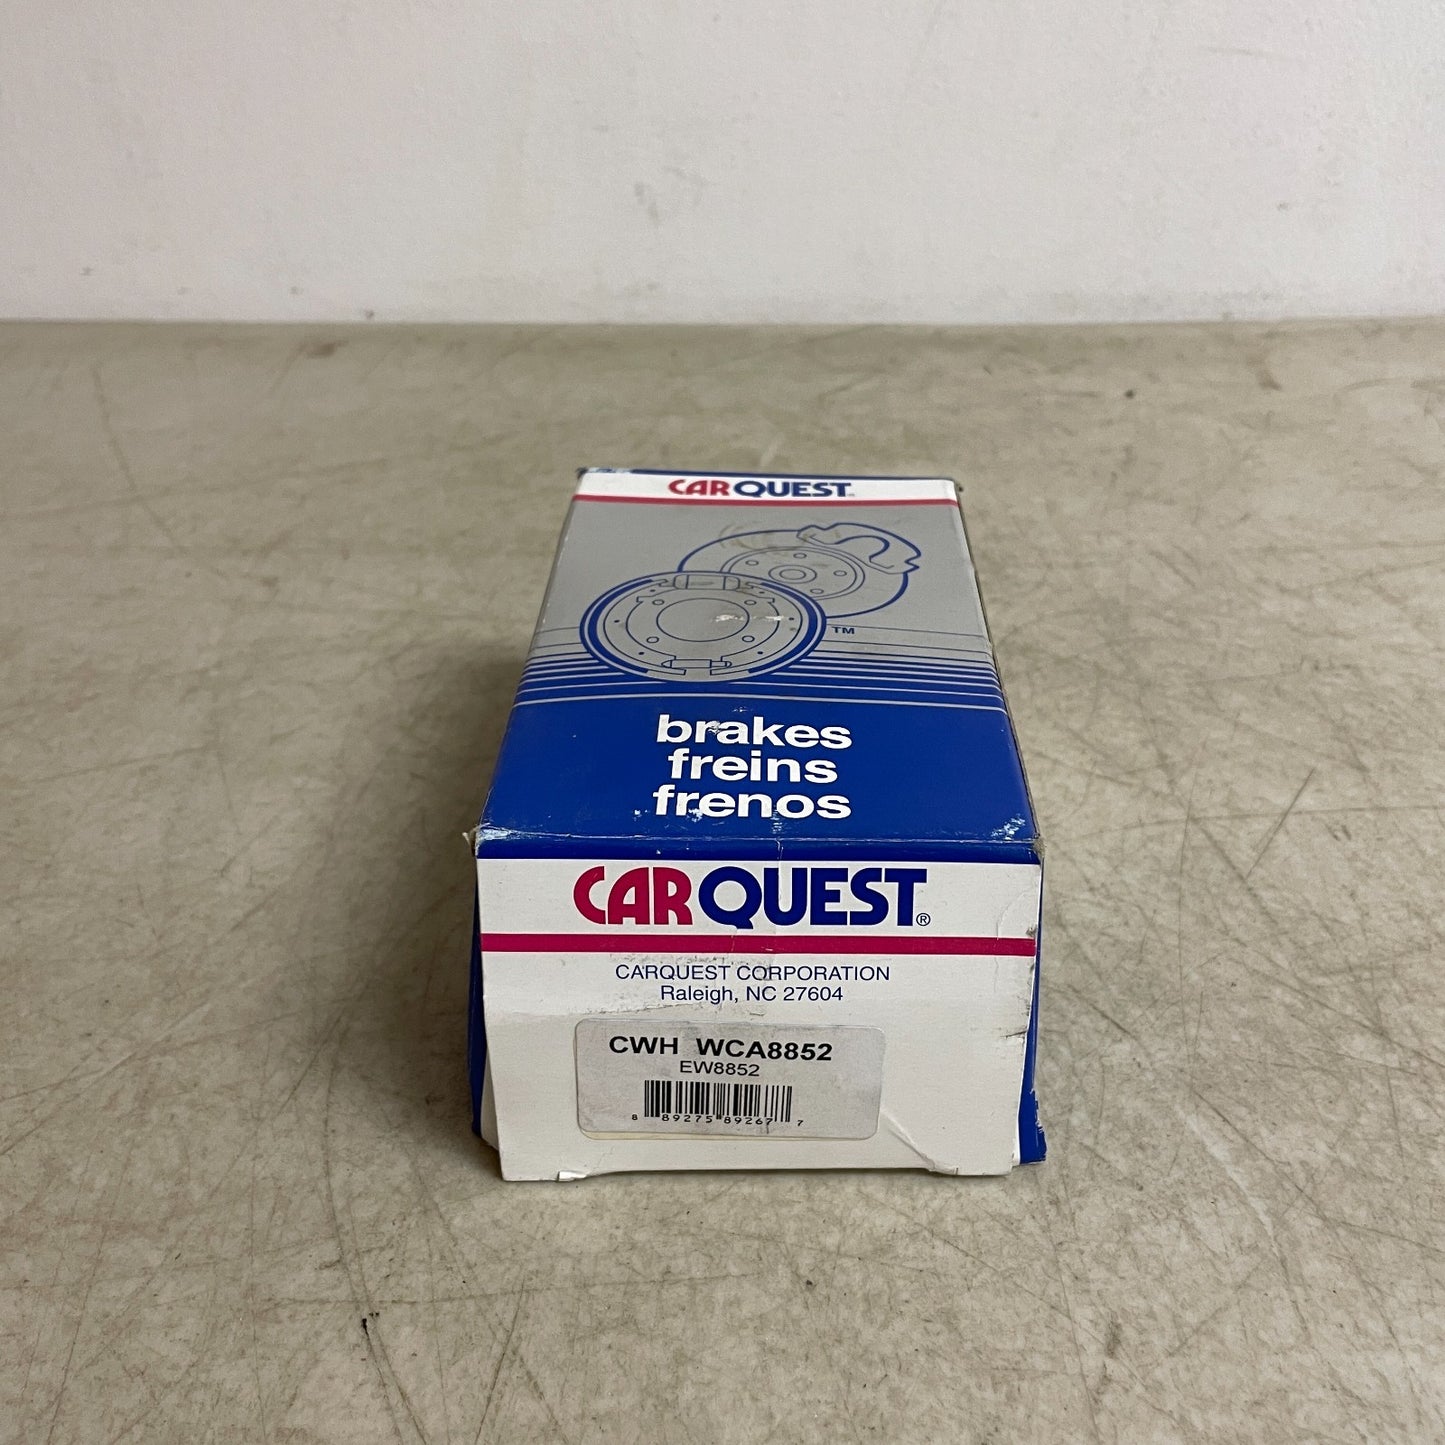 CARQUEST
TM
brakes
freins
frenos
CARQUEST®
CARQUEST CORPORATION
Raleigh, NC 27604
CWH WCA8852
EW8852
8 89275 89267 7